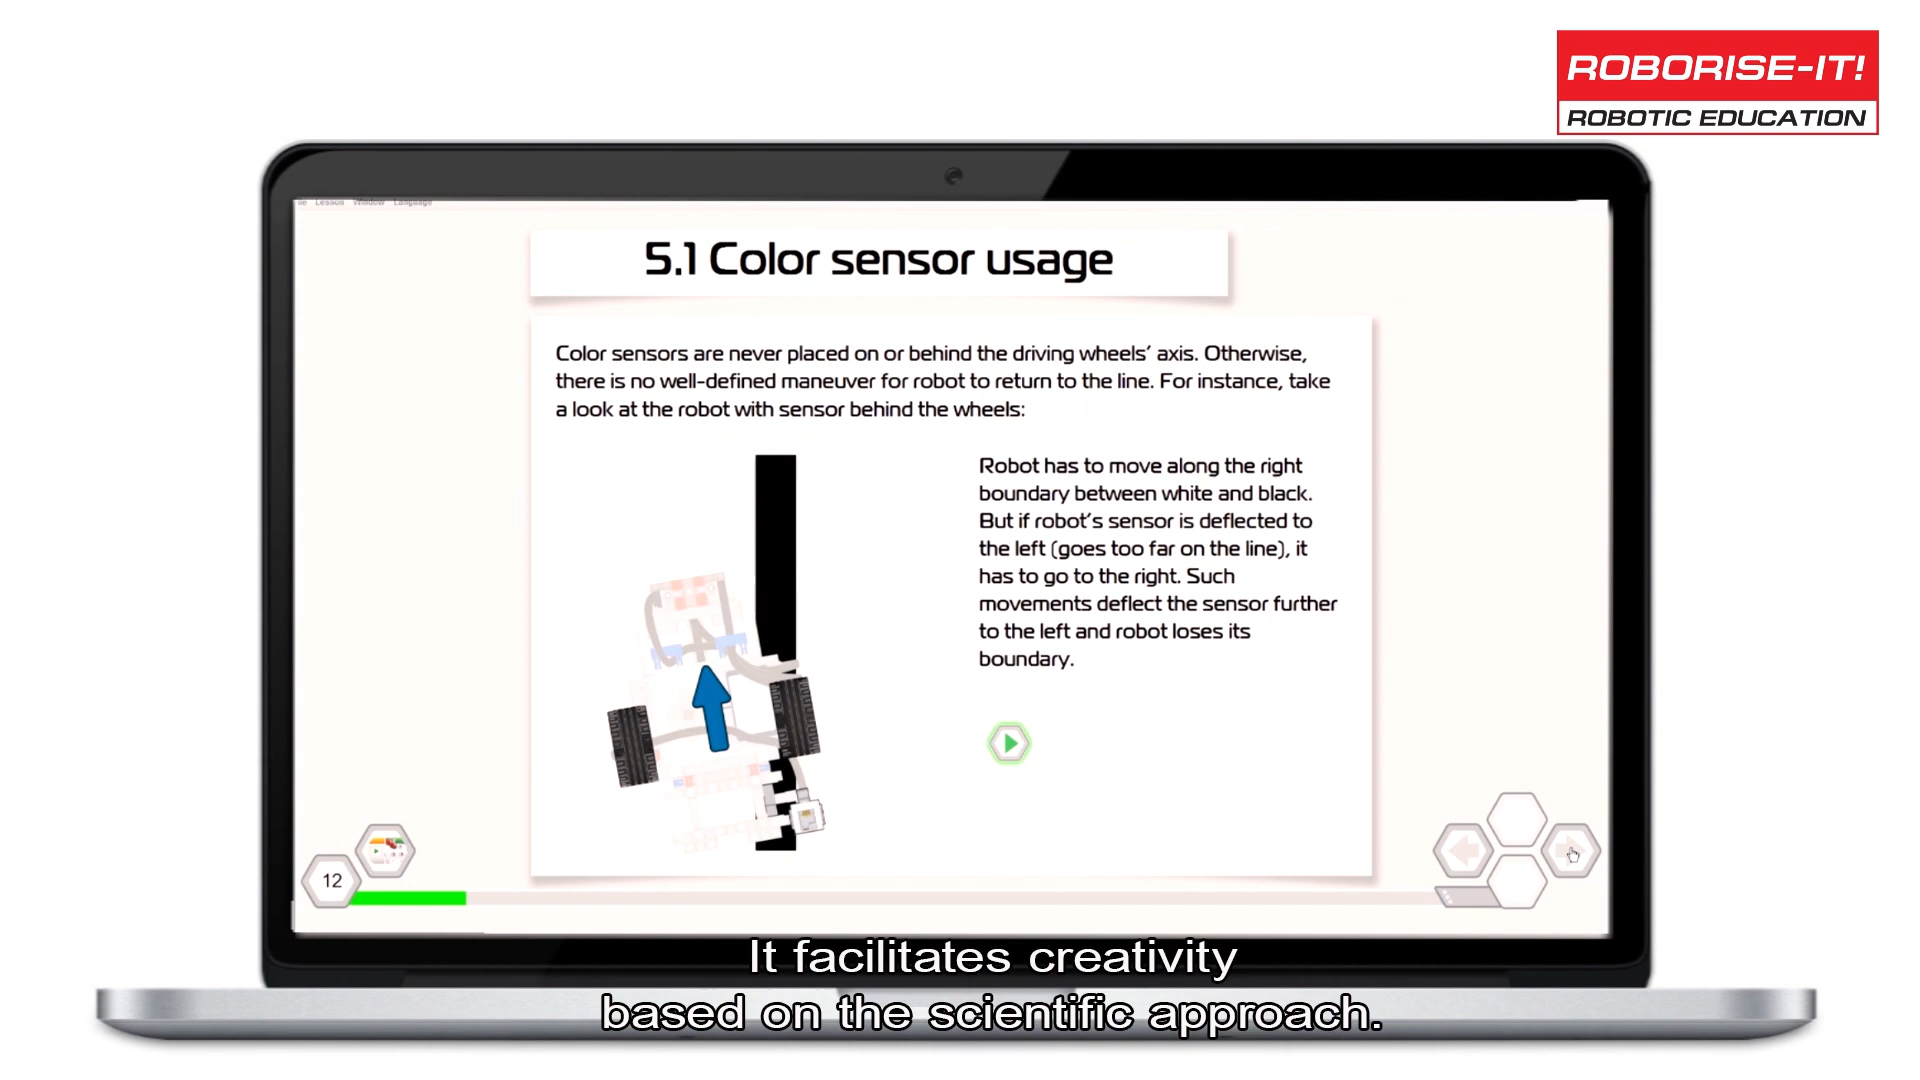 ROBORISE-IT!
ROBOTIC EDUCATION
Lesson Window Language
5.1 Color sensor usage
Color sensors are never placed on or behind the driving wheels’ axis. Otherwise,
there is no well-defined maneuver for robot to return to the line. For instance, take
a look at the robot with sensor behind the wheels:
Robot has to move along the right
boundary between white and black.
But if robot’s sensor is deflected to
the left (goes too far on the line), it
has to go to the right. Such
movements deflect the sensor further
to the left and robot loses its
boundary.
12
It facilitates creativity
based on the scientific approach.